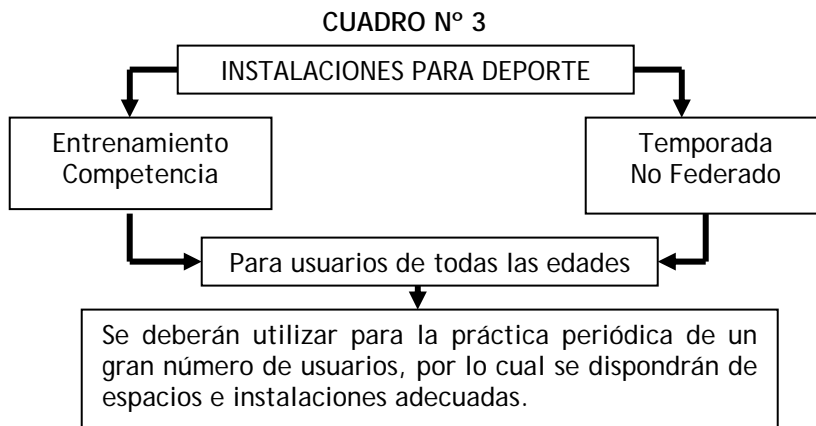 CUADRO Nº 3
INSTALACIONES PARA DEPORTE
Entrenamiento
Competencia
Temporada
No Federado
Para usuarios de todas las edades
Se deberán utilizar para la práctica periódica de un
gran número de usuarios, por lo cual se dispondrán de
espacios e instalaciones adecuadas.